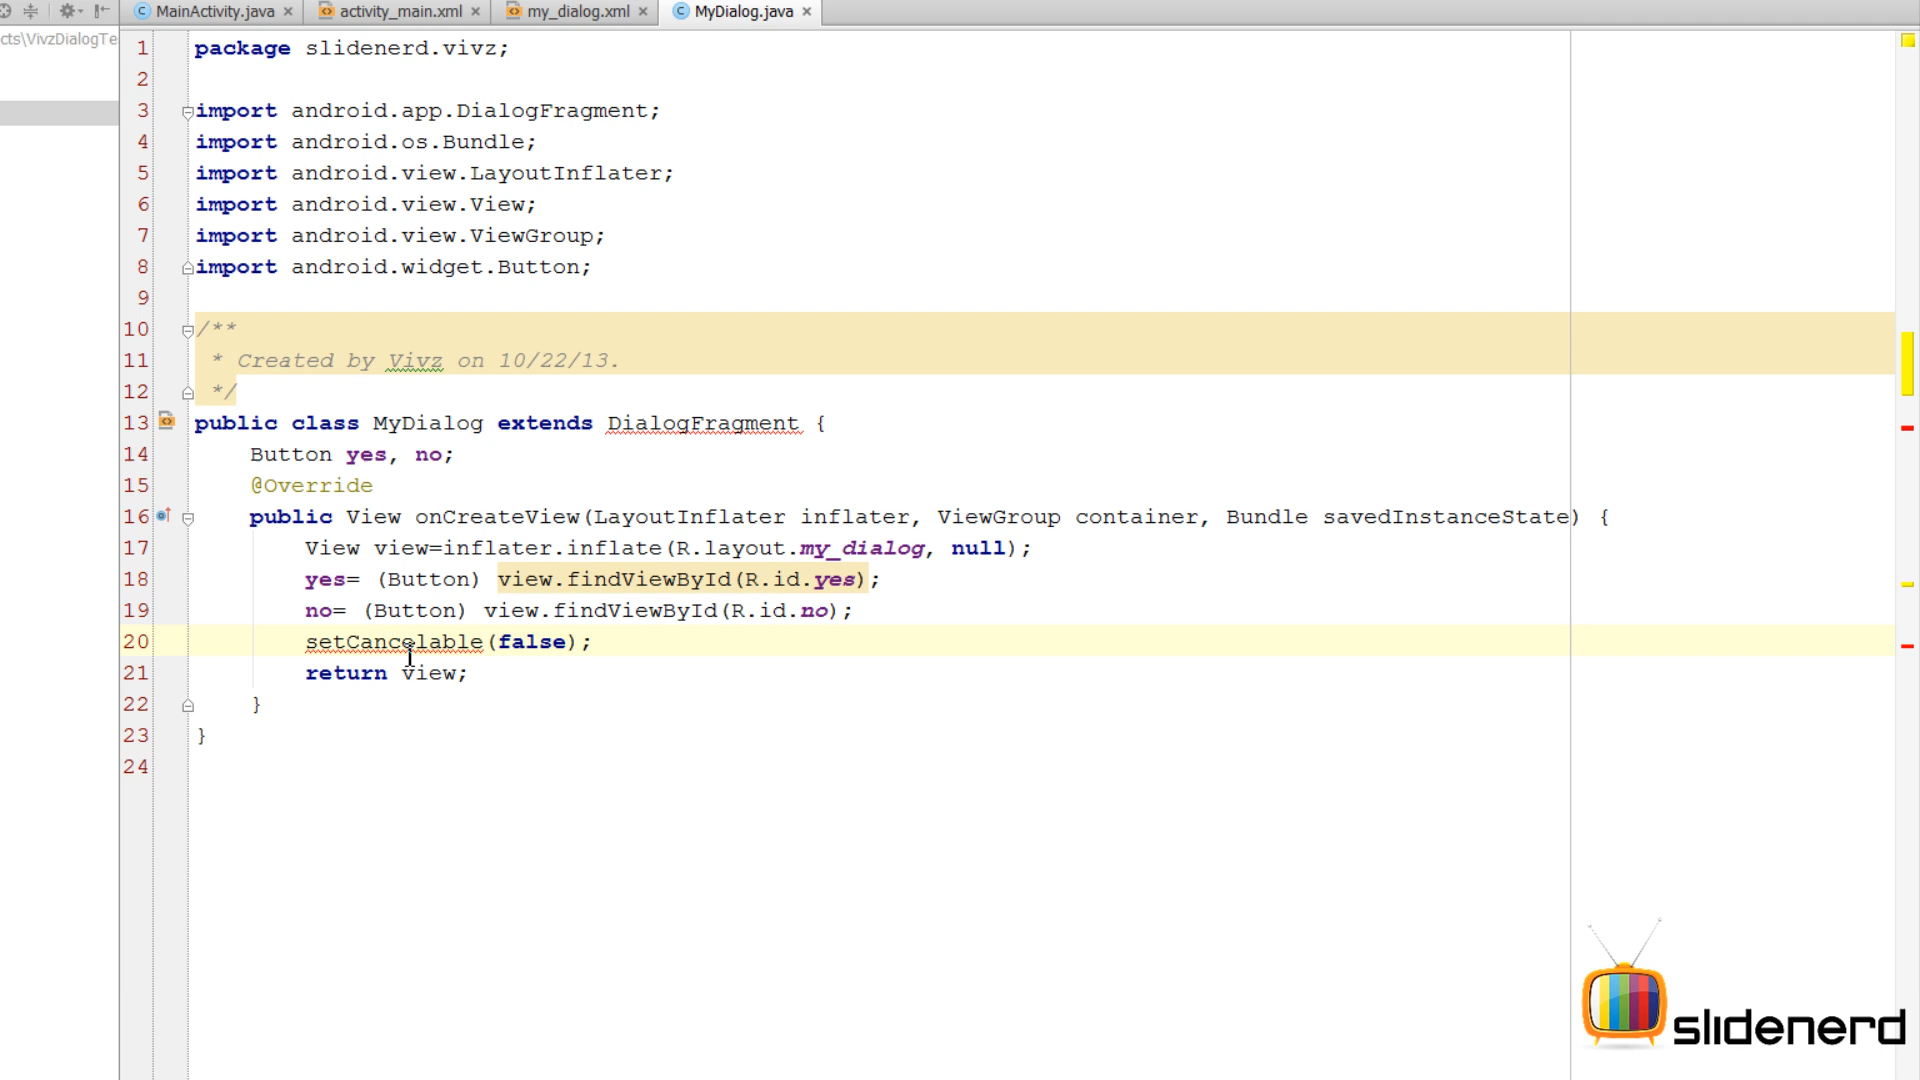 MainActivity.java activity_main.xml my_dialog.xml MyDialog.java
cts\VivzDialogTe
1 package slidenerd.vivz;
2
3 import android.app.DialogFragment;
4 import android.os.Bundle;
5 import android.view.LayoutInflater;
6 import android.view.View;
7 import android.view.ViewGroup;
8 import android.widget.Button;
9
10 /**
11 * Created by Vivz on 10/22/13.
12 */
13 public class MyDialog extends DialogFragment {
14 Button yes, no;
15 @Override
16 public View onCreateView(LayoutInflater inflater, ViewGroup container, Bundle savedInstanceState) {
17 View view=inflater.inflate(R.layout.my_dialog, null);
18 yes= (Button) view.findViewById(R.id.yes);
19 no= (Button) view.findViewById(R.id.no);
20 setCancelable(false);
21 return view;
22 }
23 }
24
slidenerd